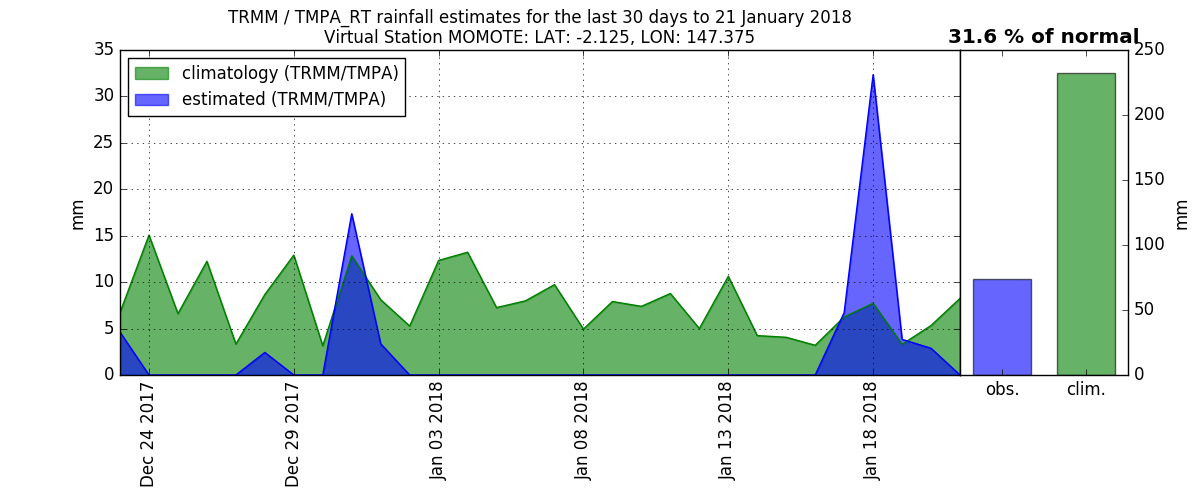 TRMM / TMPA_RT rainfall estimates for the last 30 days to 21 January 2018
Virtual Station MOMOTE: LAT: -2.125, LON: 147.375
31.6 % of normal
climatology (TRMM/TMPA)
estimated (TRMM/TMPA)
mm
35
30
25
20
15
10
5
0
Dec 24 2017
Dec 29 2017
Jan 03 2018
Jan 08 2018
Jan 13 2018
Jan 18 2018
obs.
clim.
250
200
150
100
50
0
mm